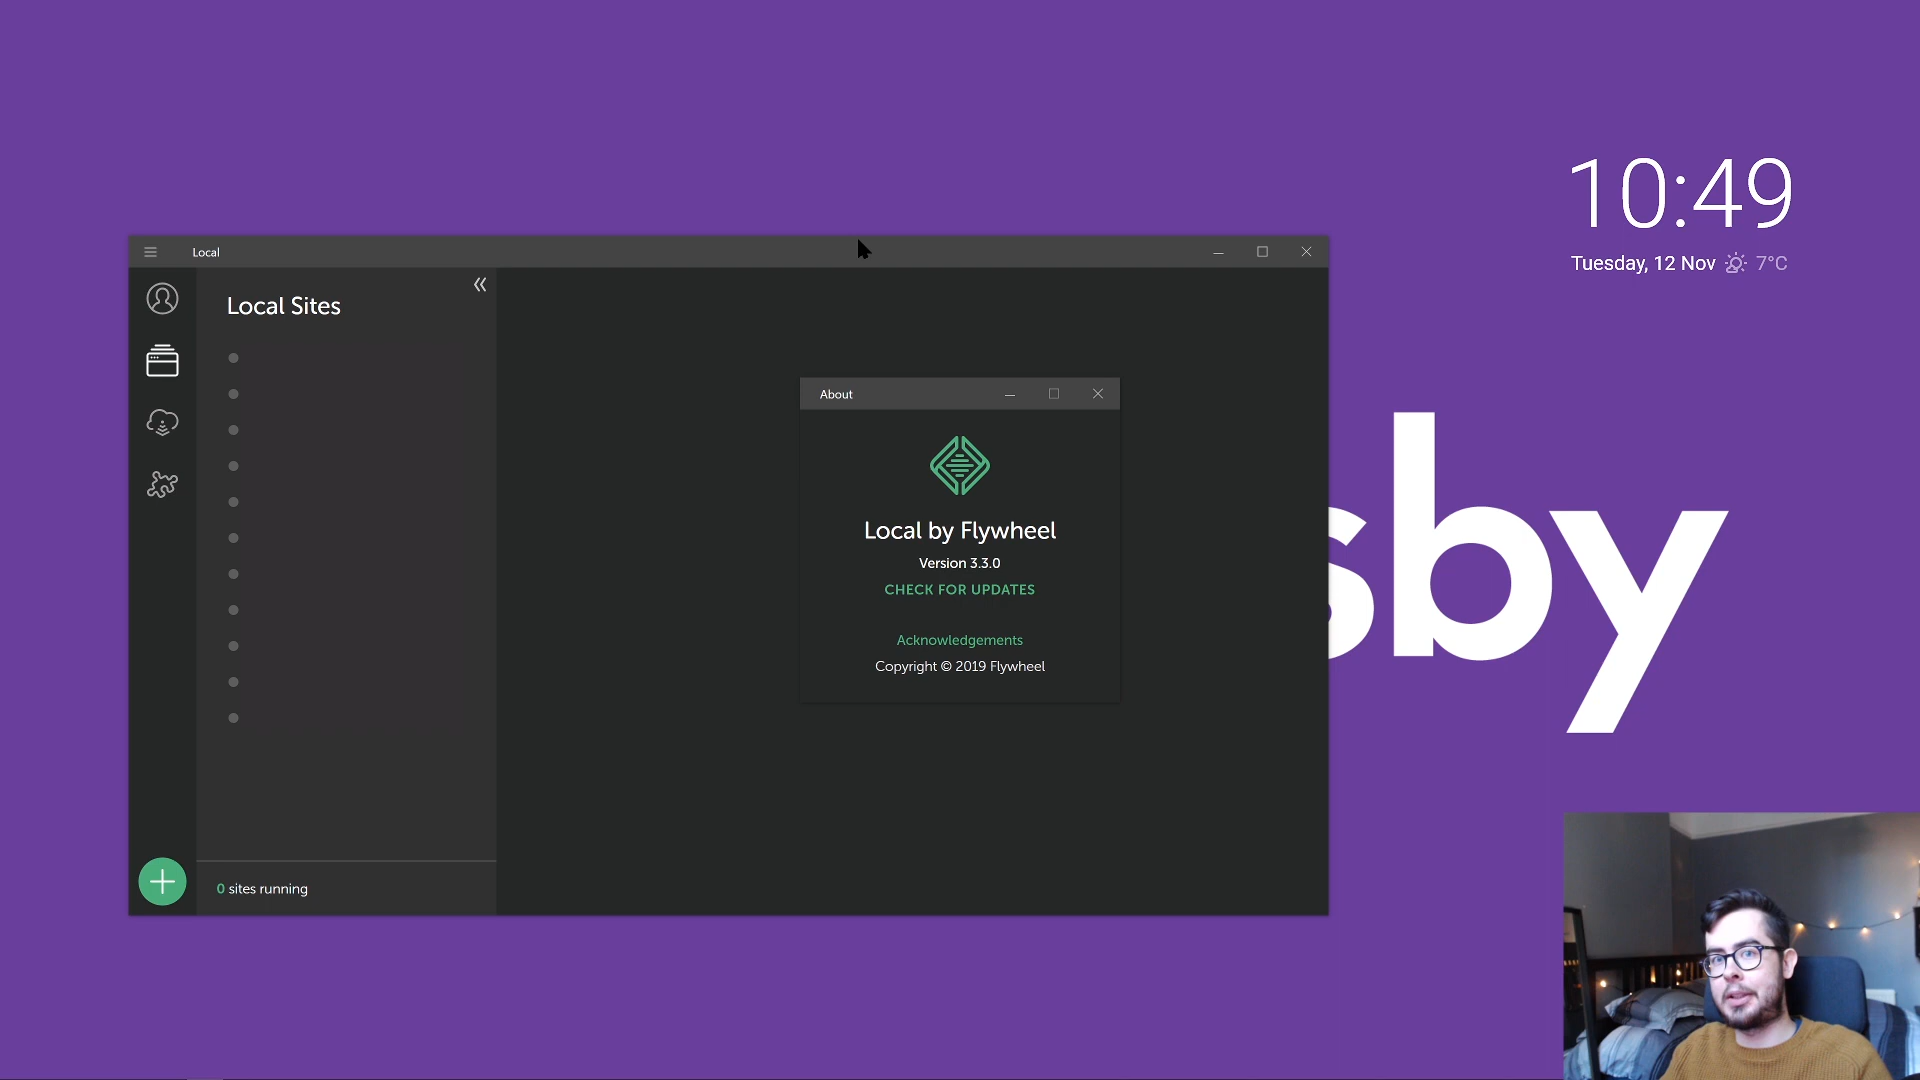 10:49
Tuesday, 12 Nov 7°C
Local
Local Sites
About
Local by Flywheel
Version 3.3.0
CHECK FOR UPDATES
Acknowledgements
Copyright © 2019 Flywheel
sby
0 sites running